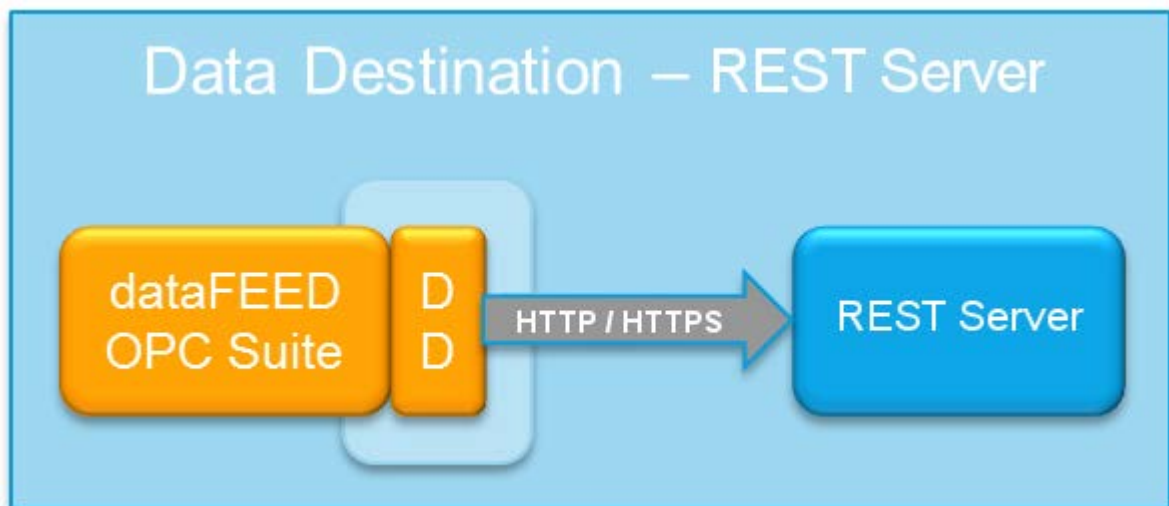 Data Destination – REST Server
dataFEED
OPC Suite
D
D
HTTP / HTTPS
REST Server